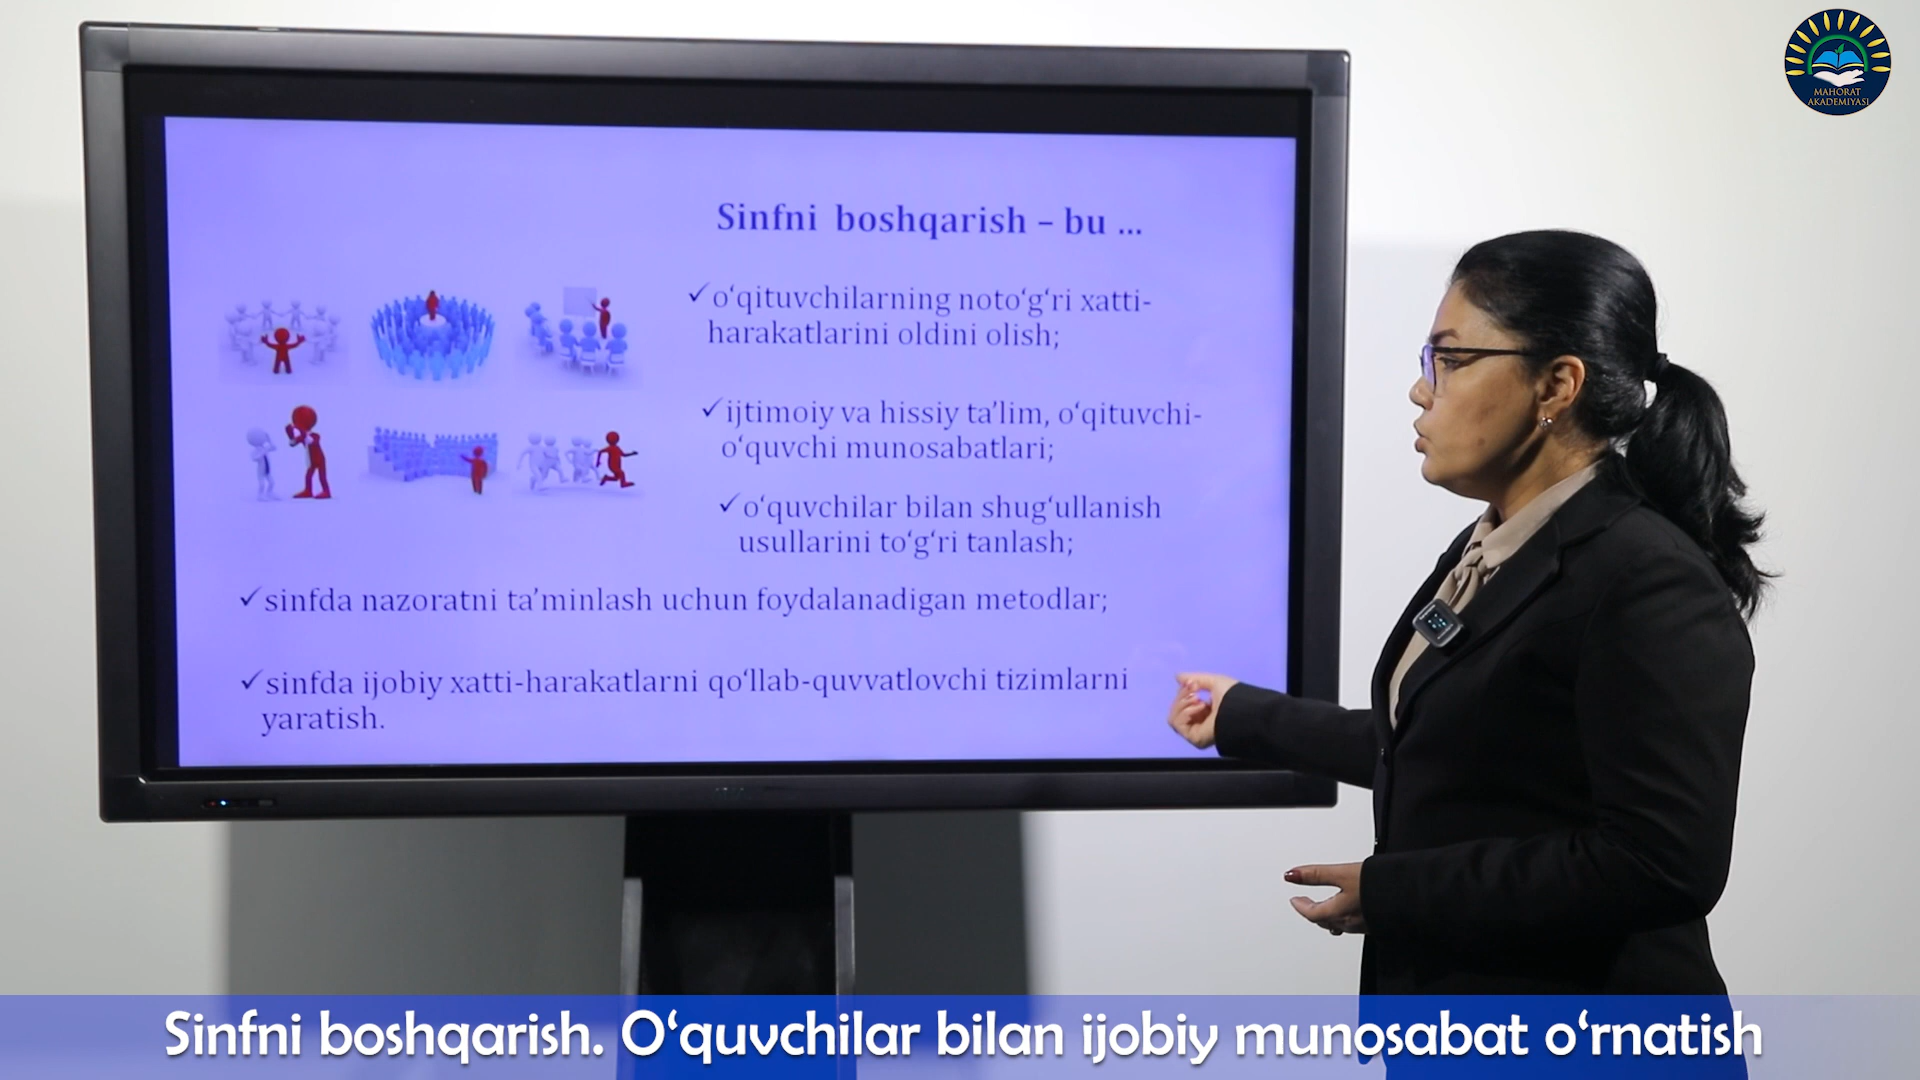 MAHORAT
AKADEMIYASI
Sinfni boshqarish – bu ...
✓o‘qituvchilarning noto‘g‘ri xatti-
harakatlarini oldini olish;
✓ijtimoiy va hissiy ta’lim, o‘qituvchi-
o‘quvchi munosabatlari;
✓o‘quvchilar bilan shug‘ullanish
usullarini to‘g‘ri tanlash;
✓sinfda nazoratni ta’minlash uchun foydalanadigan metodlar;
✓sinfda ijobiy xatti-harakatlarni qo‘llab-quvvatlovchi tizimlarni
yaratish.
Sinfni boshqarish. O‘quvchilar bilan ijobiy munosabat o‘rnatish